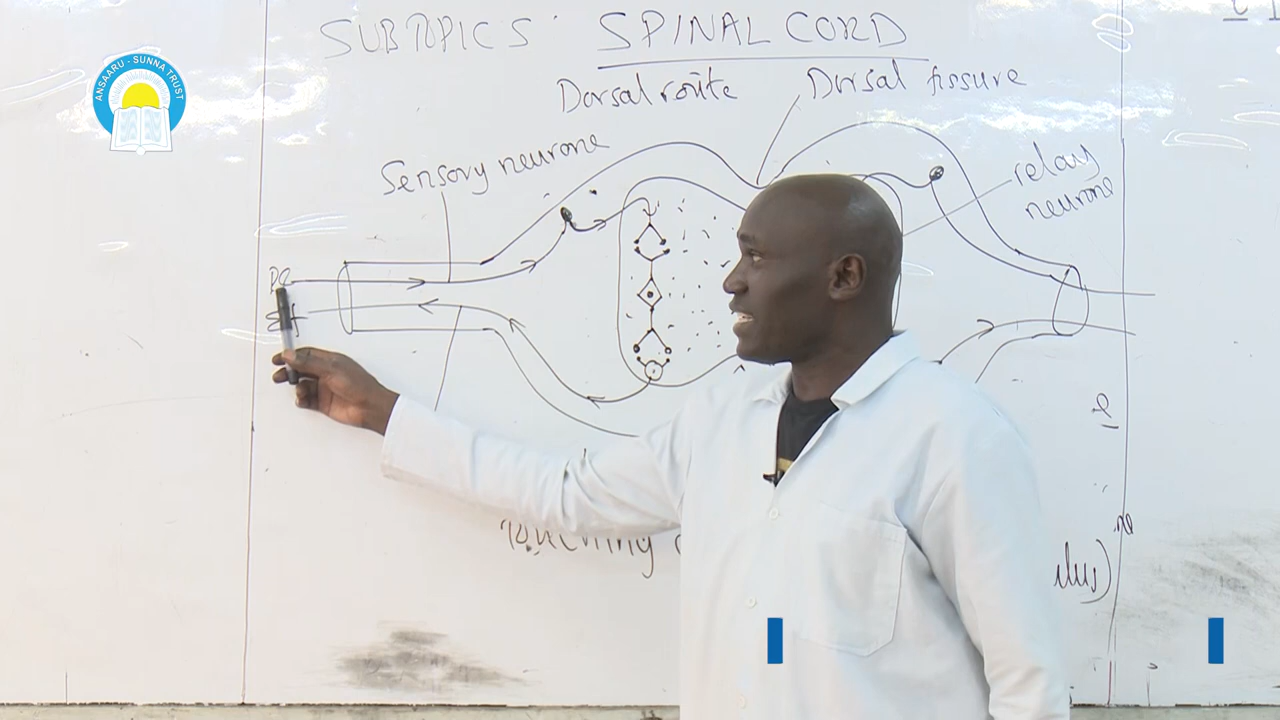 SUBTOPICS: SPINAL CORD
ANSAARU - SUNNA TRUST
Dorsal route
Dorsal fissure
Sensory neurone
relay
neurone